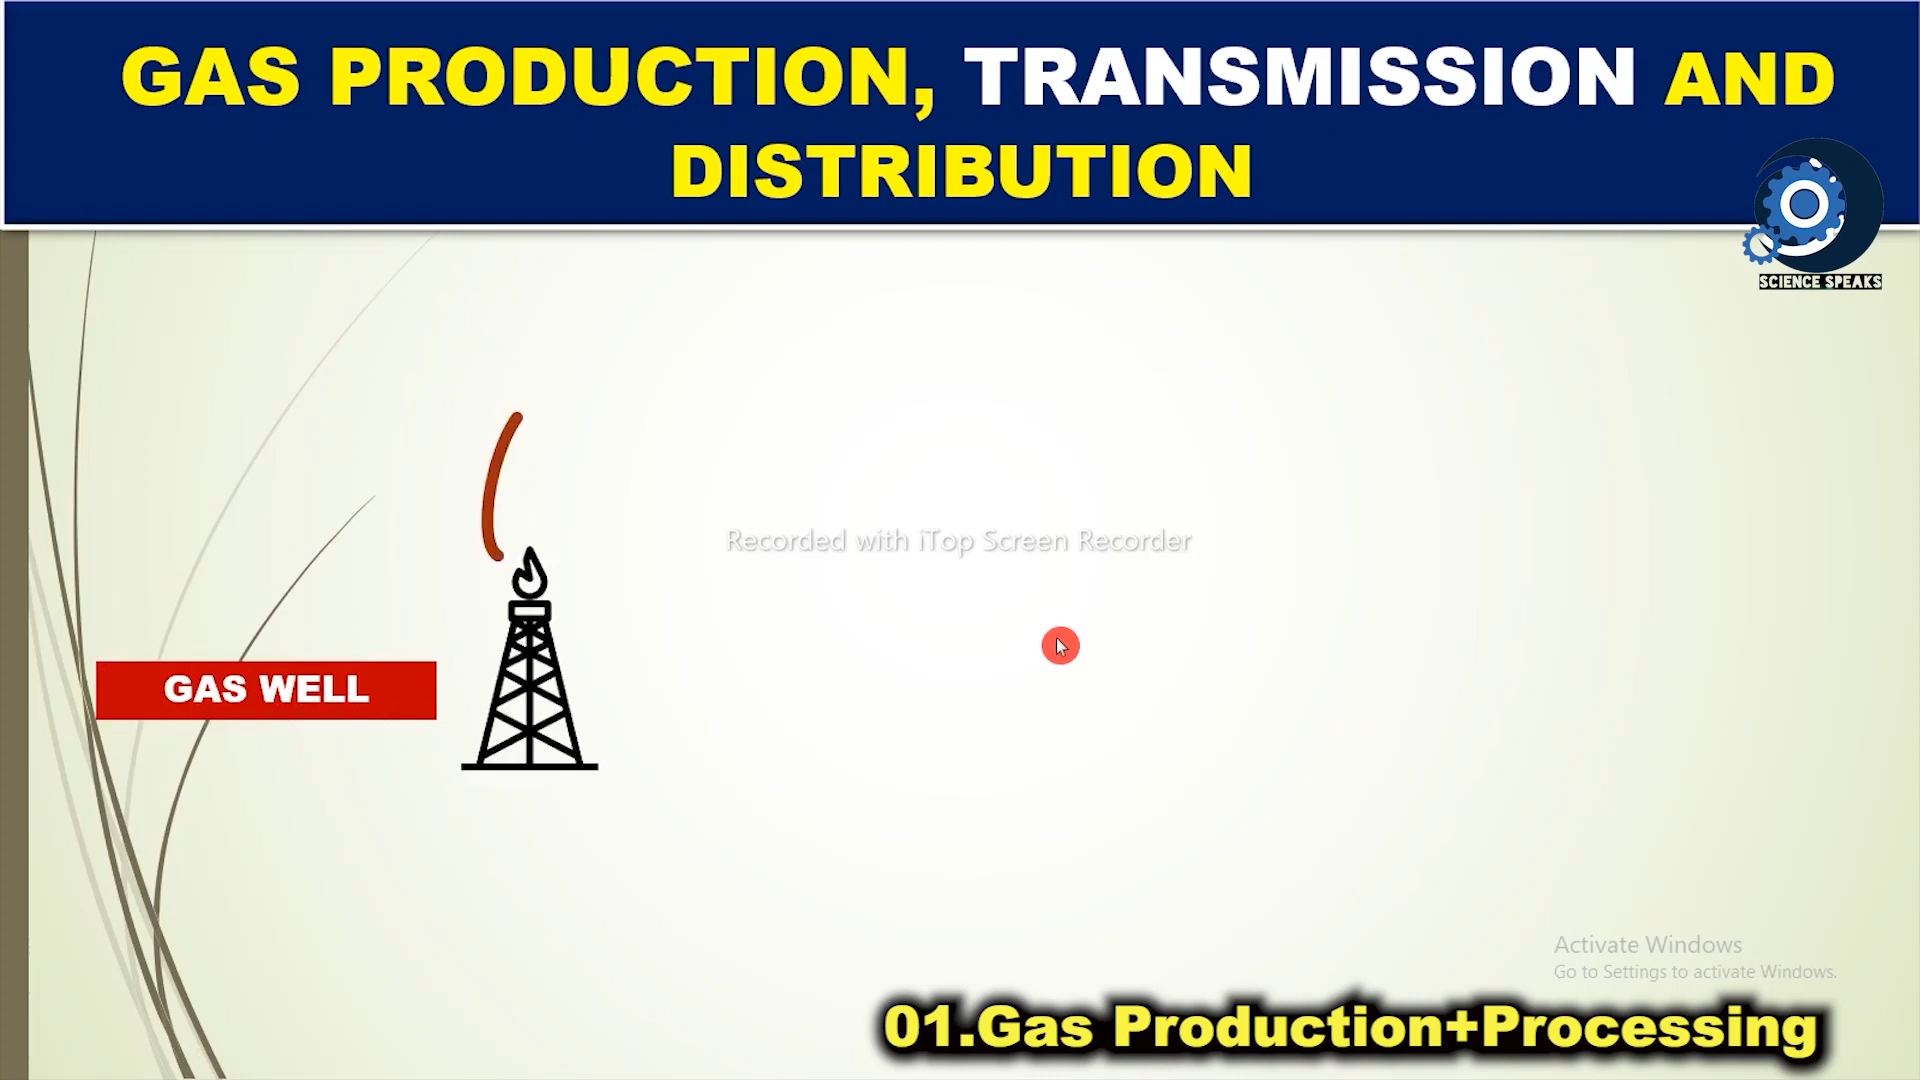 GAS PRODUCTION, TRANSMISSION AND
DISTRIBUTION
SCIENCE SPEAKS
Recorded with iTop Screen Recorder
GAS WELL
Activate Windows
Go to Settings to activate Windows.
01.Gas Production+Processing